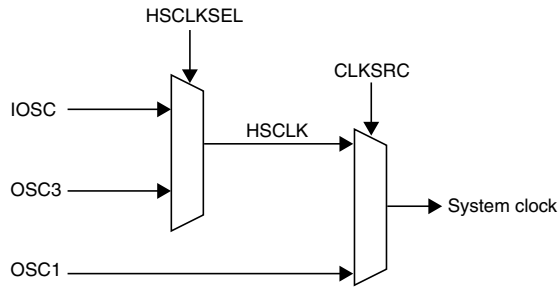 HSCLKSEL
CLKSRC
IOSC
HSCLK
OSC3
System clock
OSC1